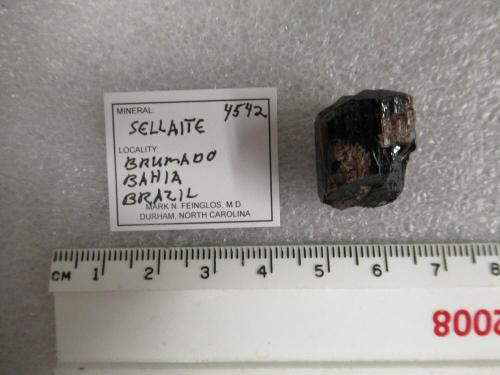 MINERAL: 4542
SELLAITE
LOCALITY:
BRUMADO
BAHIA
BRAZIL
MARK N. FEINGLOS, M.D.
DURHAM, NORTH CAROLINA
CM 1 2 3 4 5 6 7 8
2008